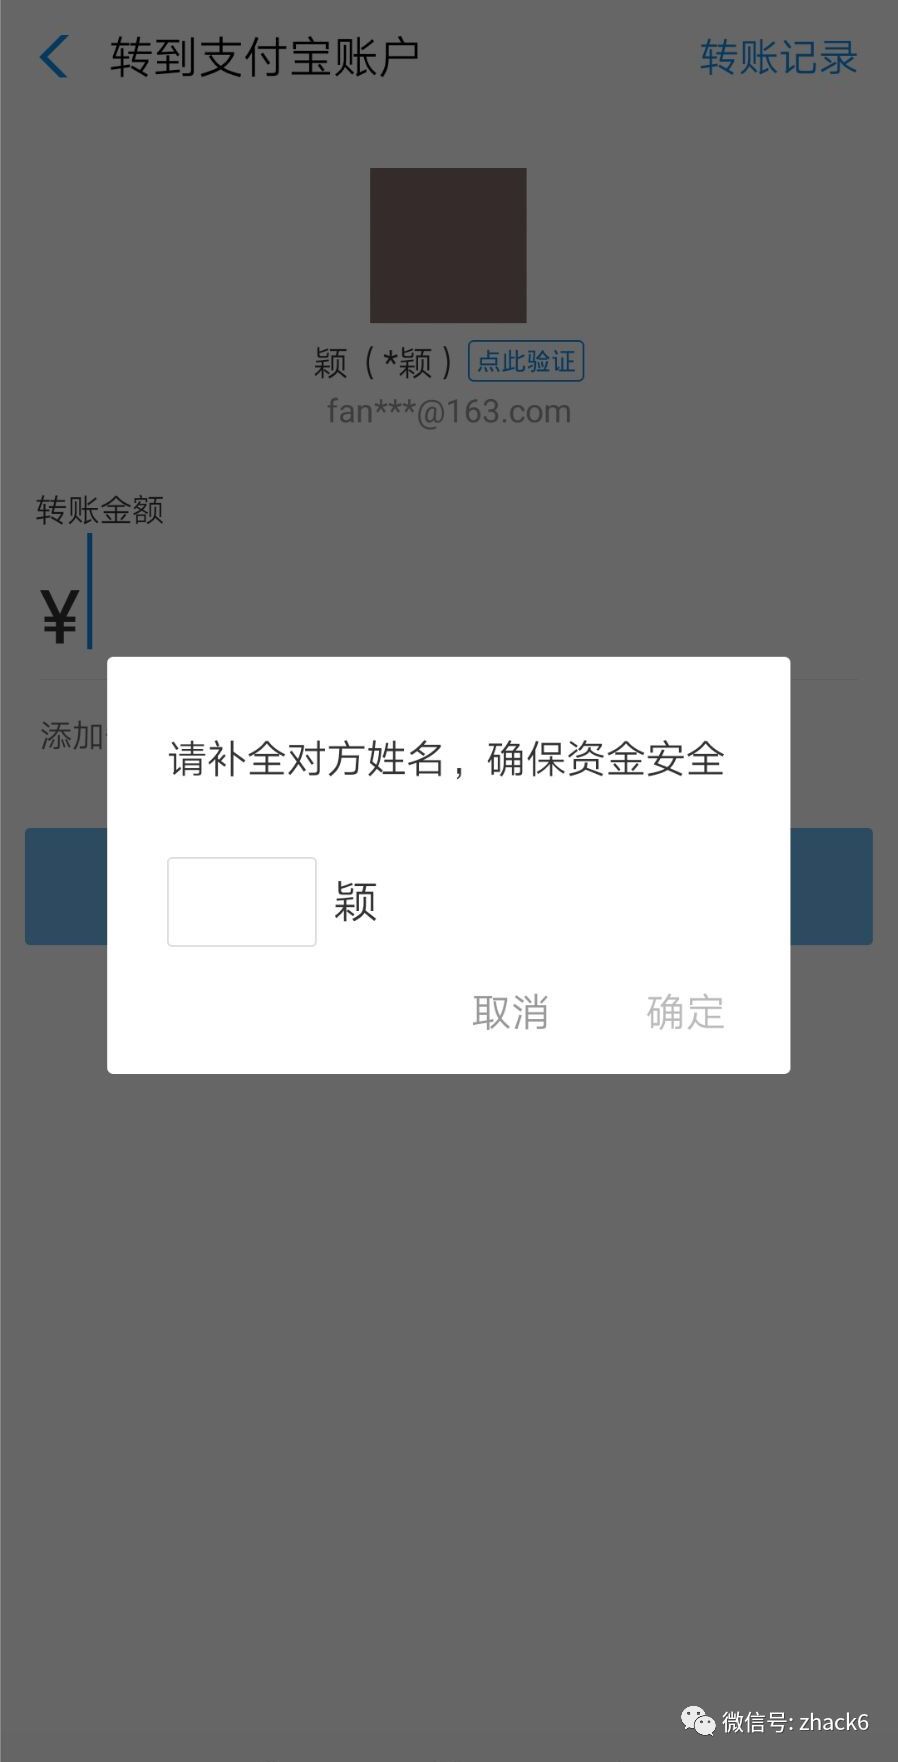 转到支付宝账户
转账记录
颖（*颖）
点此验证
fan***@163.com
转账金额
¥
添加
请补全对方姓名，确保资金安全
颖
取消
确定
微信号: zhack6